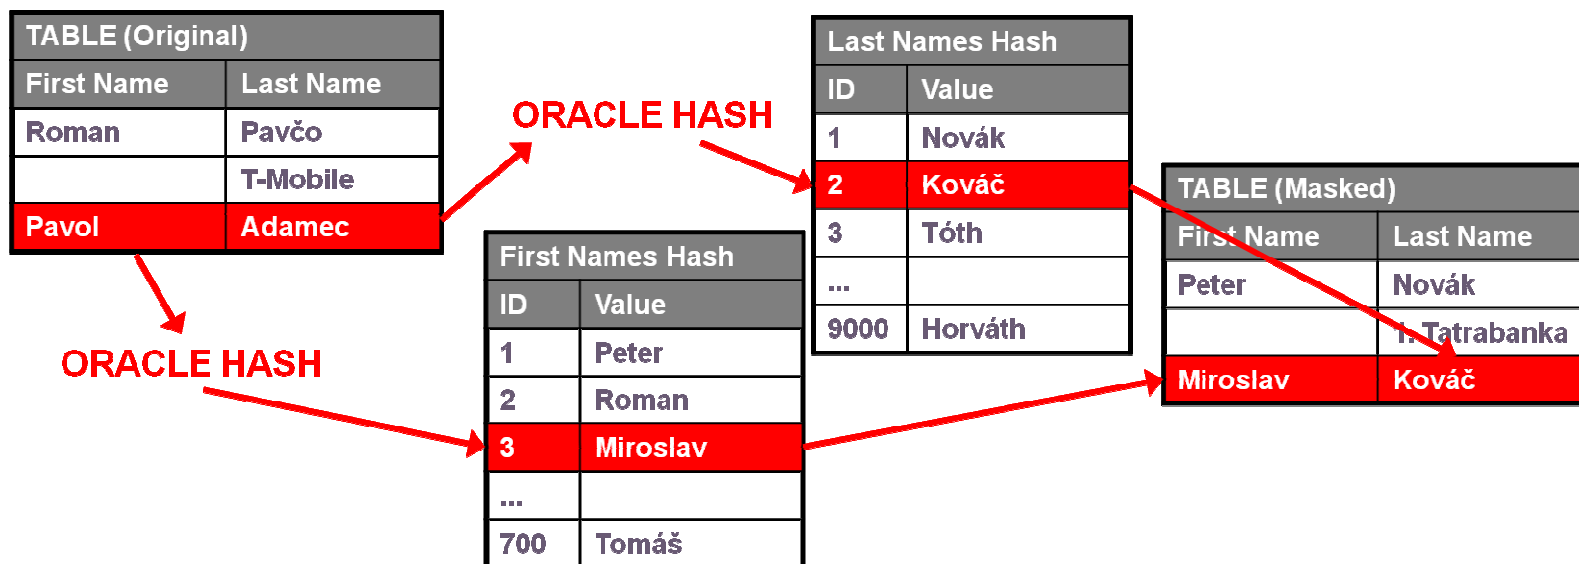 TABLE (Original)
First Name Last Name
Roman Pavčo
T-Mobile
Pavol Adamec
ORACLE HASH
ORACLE HASH
First Names Hash
ID Value
1 Peter
2 Roman
3 Miroslav
...
700 Tomáš
Last Names Hash
ID Value
1 Novák
2 Kováč
3 Tóth
...
9000 Horváth
TABLE (Masked)
First Name Last Name
Peter Novák
1. Tatrabanka
Miroslav Kováč